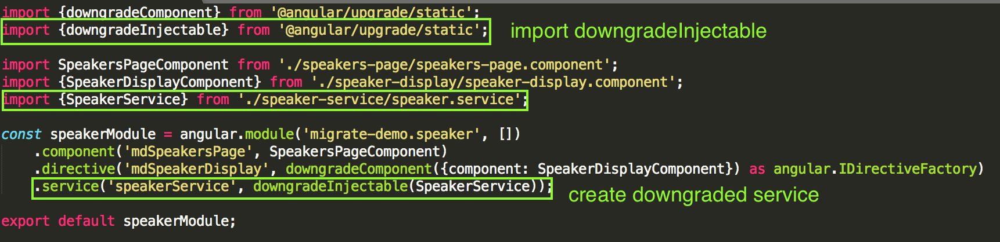 import {downgradeComponent} from '@angular/upgrade/static';
import {downgradeInjectable} from '@angular/upgrade/static'; import downgradeInjectable
import SpeakersPageComponent from './speakers-page/speakers-page.component';
import {SpeakerDisplayComponent} from './speaker-display/speaker-display.component';
import {SpeakerService} from './speaker-service/speaker.service';
const speakerModule = angular.module('migrate-demo.speaker', [])
.component('mdSpeakersPage', SpeakersPageComponent)
.directive('mdSpeakerDisplay', downgradeComponent({component: SpeakerDisplayComponent}) as angular.IDirectiveFactory)
.service('speakerService', downgradeInjectable(SpeakerService));
create downgraded service
export default speakerModule;